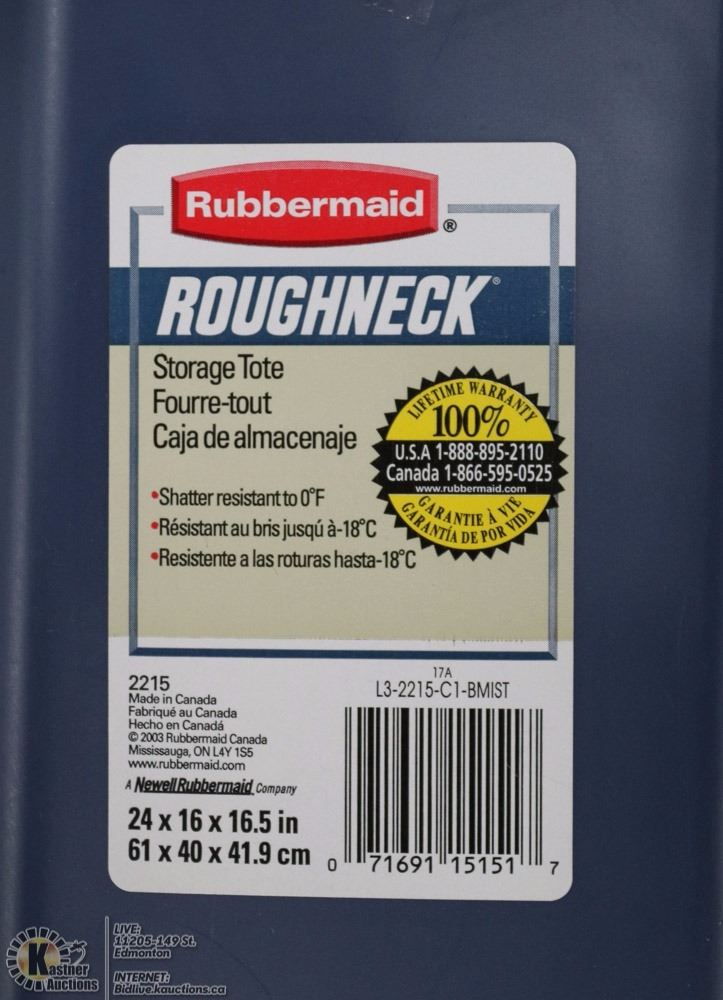 Rubbermaid®
ROUGHNECK®
Storage Tote
Fourre-tout
Caja de almacenaje
LIFETIME WARRANTY
100%
U.S.A 1-888-895-2110
Canada 1-866-595-0525
www.rubbermaid.com
GARANTIE À VIE
GARANTÍA DE POR VIDA
•Shatter resistant to 0°F
•Résistant au bris jusqú à-18°C
•Resistente a las roturas hasta-18°C
2215
Made in Canada
Fabriqué au Canada
Hecho en Canadá
© 2003 Rubbermaid Canada
Mississauga, ON L4Y 1S5
www.rubbermaid.com
A Newell Rubbermaid Company
24 x 16 x 16.5 in
61 x 40 x 41.9 cm
17A
L3-2215-C1-BMIST
0 71691 15151 7
Kastner
Auctions
LIVE:
11205-149 St.
Edmonton
INTERNET:
Bidlive.kauctions.ca